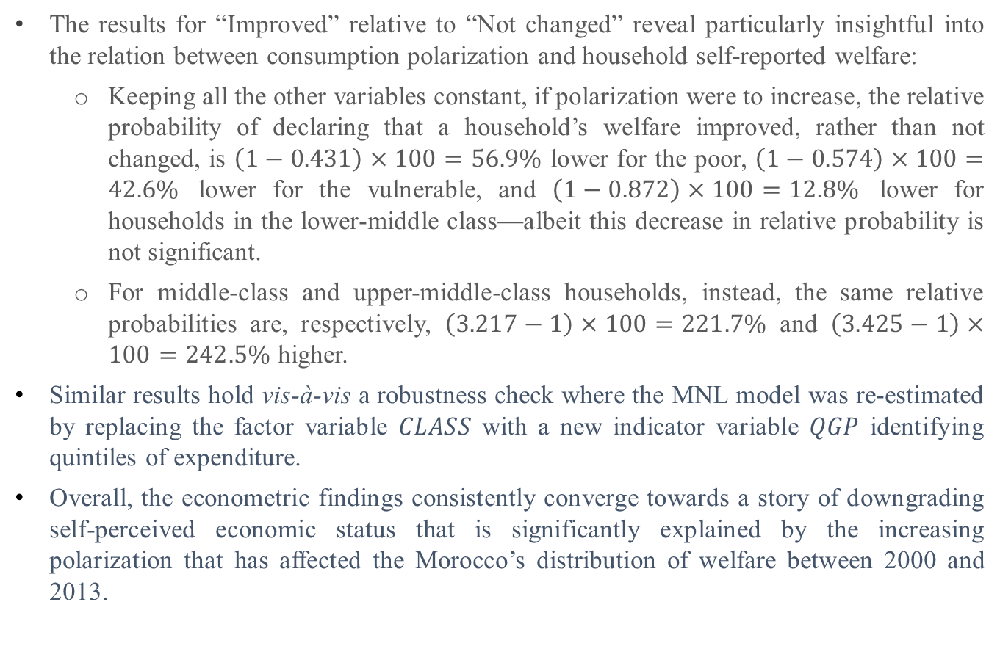 • The results for “Improved” relative to “Not changed” reveal particularly insightful into
the relation between consumption polarization and household self-reported welfare:
o Keeping all the other variables constant, if polarization were to increase, the relative
probability of declaring that a household’s welfare improved, rather than not
changed, is (1 − 0.431) × 100 = 56.9% lower for the poor, (1 − 0.574) × 100 =
42.6% lower for the vulnerable, and (1 − 0.872) × 100 = 12.8% lower for
households in the lower-middle class—albeit this decrease in relative probability is
not significant.
o For middle-class and upper-middle-class households, instead, the same relative
probabilities are, respectively, (3.217 − 1) × 100 = 221.7% and (3.425 − 1) ×
100 = 242.5% higher.
• Similar results hold vis-à-vis a robustness check where the MNL model was re-estimated
by replacing the factor variable CLASS with a new indicator variable QGP identifying
quintiles of expenditure.
• Overall, the econometric findings consistently converge towards a story of downgrading
self-perceived economic status that is significantly explained by the increasing
polarization that has affected the Morocco’s distribution of welfare between 2000 and
2013.